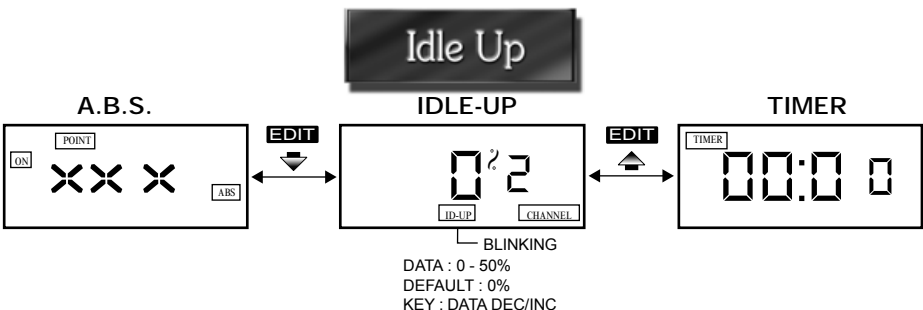 Idle Up
A.B.S. IDLE-UP TIMER
ON POINT ABS
EDIT
0% 2
ID-UP CHANNEL
EDIT
TIMER
00:0 0
BLINKING
DATA : 0 - 50%
DEFAULT : 0%
KEY : DATA DEC/INC